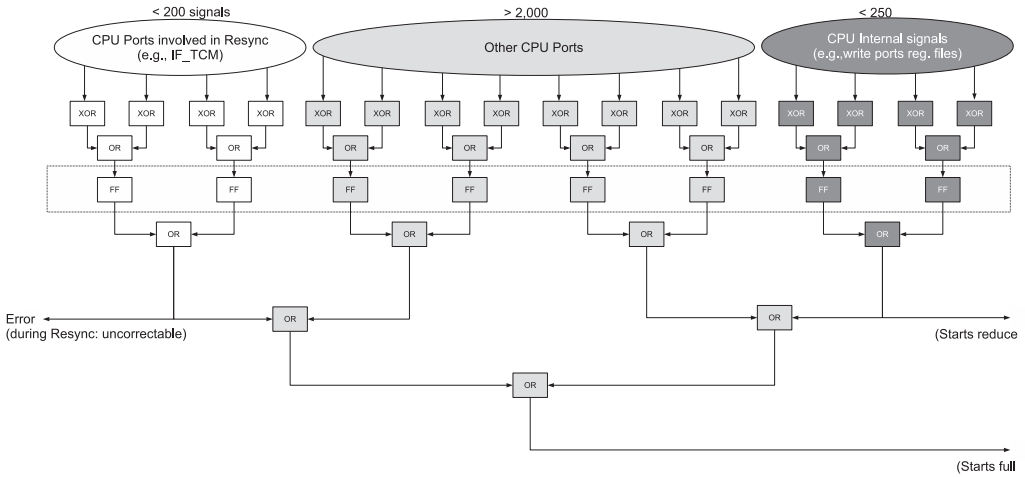 < 200 signals
> 2,000
< 250
CPU Ports involved in Resync
(e.g., IF_TCM)
Other CPU Ports
CPU Internal signals
(e.g.,write ports reg. files)
XOR XOR XOR XOR XOR XOR XOR XOR XOR XOR XOR XOR XOR XOR XOR XOR
OR OR OR OR OR OR OR OR
FF FF FF FF FF FF FF FF
OR OR OR OR
Error
(during Resync: uncorrectable)
OR
OR
(Starts reduce
OR
(Starts full